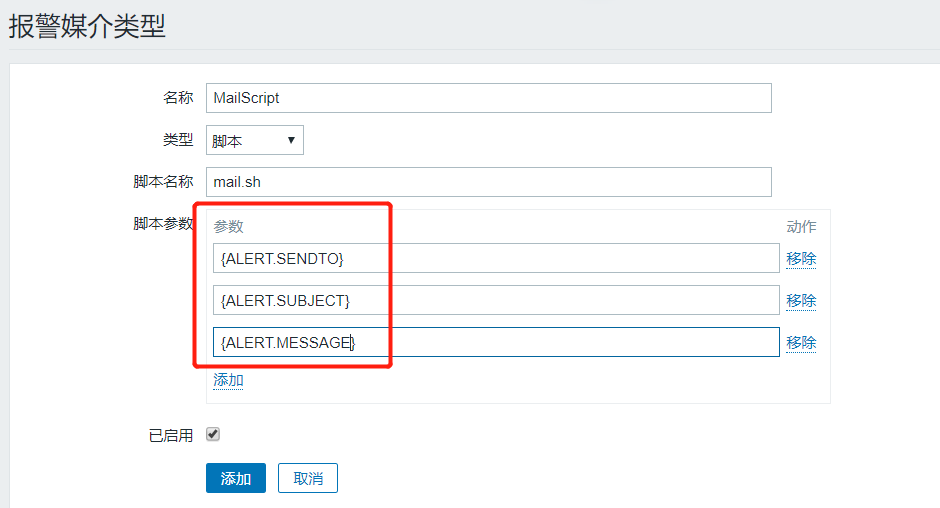 报警媒介类型
名称 MailScript
类型 脚本
脚本名称 mail.sh
脚本参数 参数 动作
{ALERT.SENDTO} 移除
{ALERT.SUBJECT} 移除
{ALERT.MESSAGE} 移除
添加
已启用
添加 取消